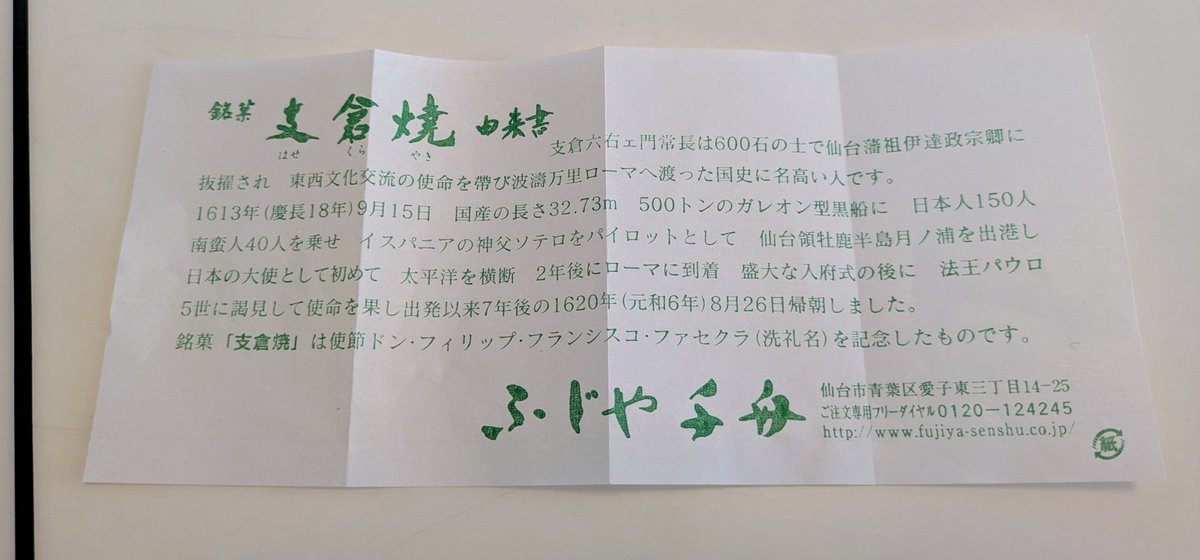 銘菓 支倉焼 由来書
はせ くら やき
支倉六右ェ門常長は600石の士で仙台藩祖伊達政宗卿に
抜擢され 東西文化交流の使命を帶び波濤万里ローマへ渡った国史に名高い人です。
1613年(慶長18年)9月15日 国産の長さ32.73m 500トンのガレオン型黒船に 日本人150人
南蛮人40人を乗せ イスパニアの神父ソテロをパイロットとして 仙台領牡鹿半島月ノ浦を出港し
日本の大使として初めて 太平洋を横断 2年後にローマに到着 盛大な入府式の後に 法王パウロ
5世に謁見して使命を果し出発以来7年後の1620年(元和6年)8月26日帰朝しました。
銘菓「支倉焼」は使節ドン・フィリップ・フランシスコ・ファセクラ(洗礼名)を記念したものです。
ふじや千舟
仙台市青葉区愛子東三丁目14-25
ご注文専用フリーダイヤル0120-124245
http://www.fujiya-senshu.co.jp/
紙